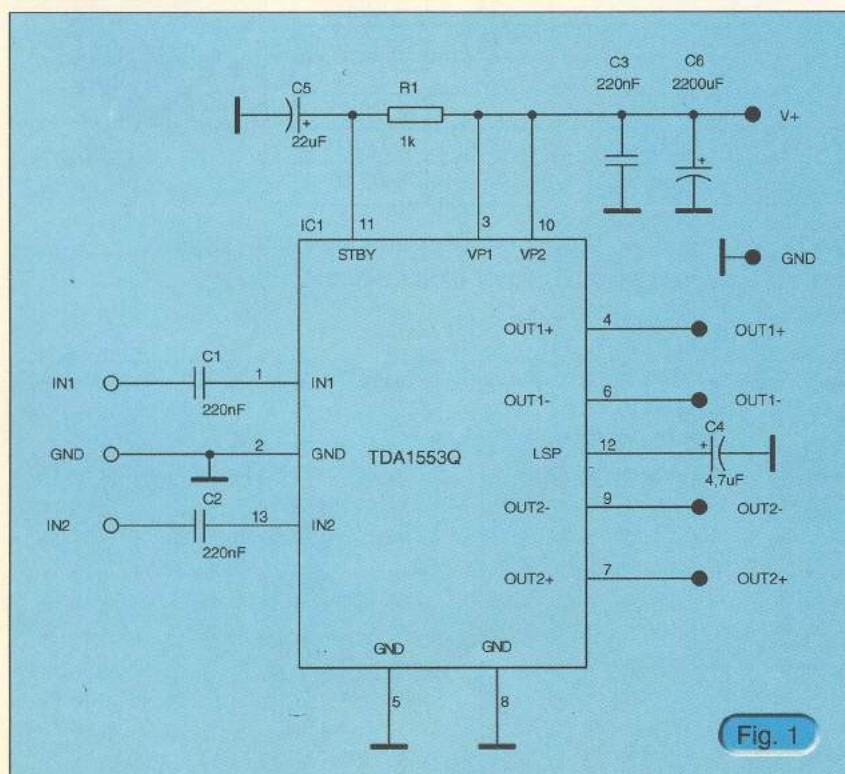 C5
22uF
+
R1
1k
C3
220nF
C6
2200uF
+
V+
IC1
11
3
10
STBY
VP1
VP2
GND
OUT1+
4
OUT1+
IN1
C1
220nF
1
IN1
OUT1-
6
OUT1-
GND
2
GND
TDA1553Q
LSP
12
C4
+
4,7uF
IN2
C2
220nF
13
IN2
OUT2-
9
OUT2-
OUT2+
7
OUT2+
GND
GND
5
8
Fig. 1